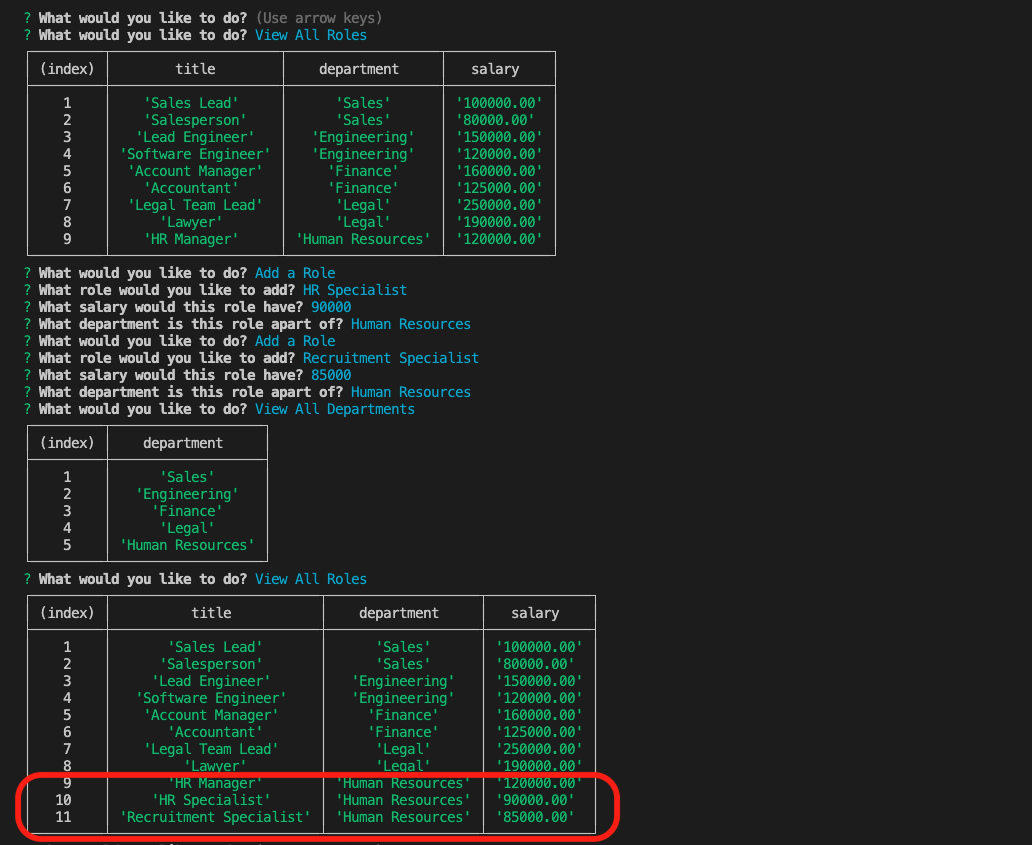 ? What would you like to do? (Use arrow keys)
? What would you like to do? View All Roles
(index) title department salary
1 'Sales Lead' 'Sales' '100000.00'
2 'Salesperson' 'Sales' '80000.00'
3 'Lead Engineer' 'Engineering' '150000.00'
4 'Software Engineer' 'Engineering' '120000.00'
5 'Account Manager' 'Finance' '160000.00'
6 'Accountant' 'Finance' '125000.00'
7 'Legal Team Lead' 'Legal' '250000.00'
8 'Lawyer' 'Legal' '190000.00'
9 'HR Manager' 'Human Resources' '120000.00'
? What would you like to do? Add a Role
? What role would you like to add? HR Specialist
? What salary would this role have? 90000
? What department is this role apart of? Human Resources
? What would you like to do? Add a Role
? What role would you like to add? Recruitment Specialist
? What salary would this role have? 85000
? What department is this role apart of? Human Resources
? What would you like to do? View All Departments
(index) department
1 'Sales'
2 'Engineering'
3 'Finance'
4 'Legal'
5 'Human Resources'
? What would you like to do? View All Roles
(index) title department salary
1 'Sales Lead' 'Sales' '100000.00'
2 'Salesperson' 'Sales' '80000.00'
3 'Lead Engineer' 'Engineering' '150000.00'
4 'Software Engineer' 'Engineering' '120000.00'
5 'Account Manager' 'Finance' '160000.00'
6 'Accountant' 'Finance' '125000.00'
7 'Legal Team Lead' 'Legal' '250000.00'
8 'Lawyer' 'Legal' '190000.00'
9 'HR Manager' 'Human Resources' '120000.00'
10 'HR Specialist' 'Human Resources' '90000.00'
11 'Recruitment Specialist' 'Human Resources' '85000.00'